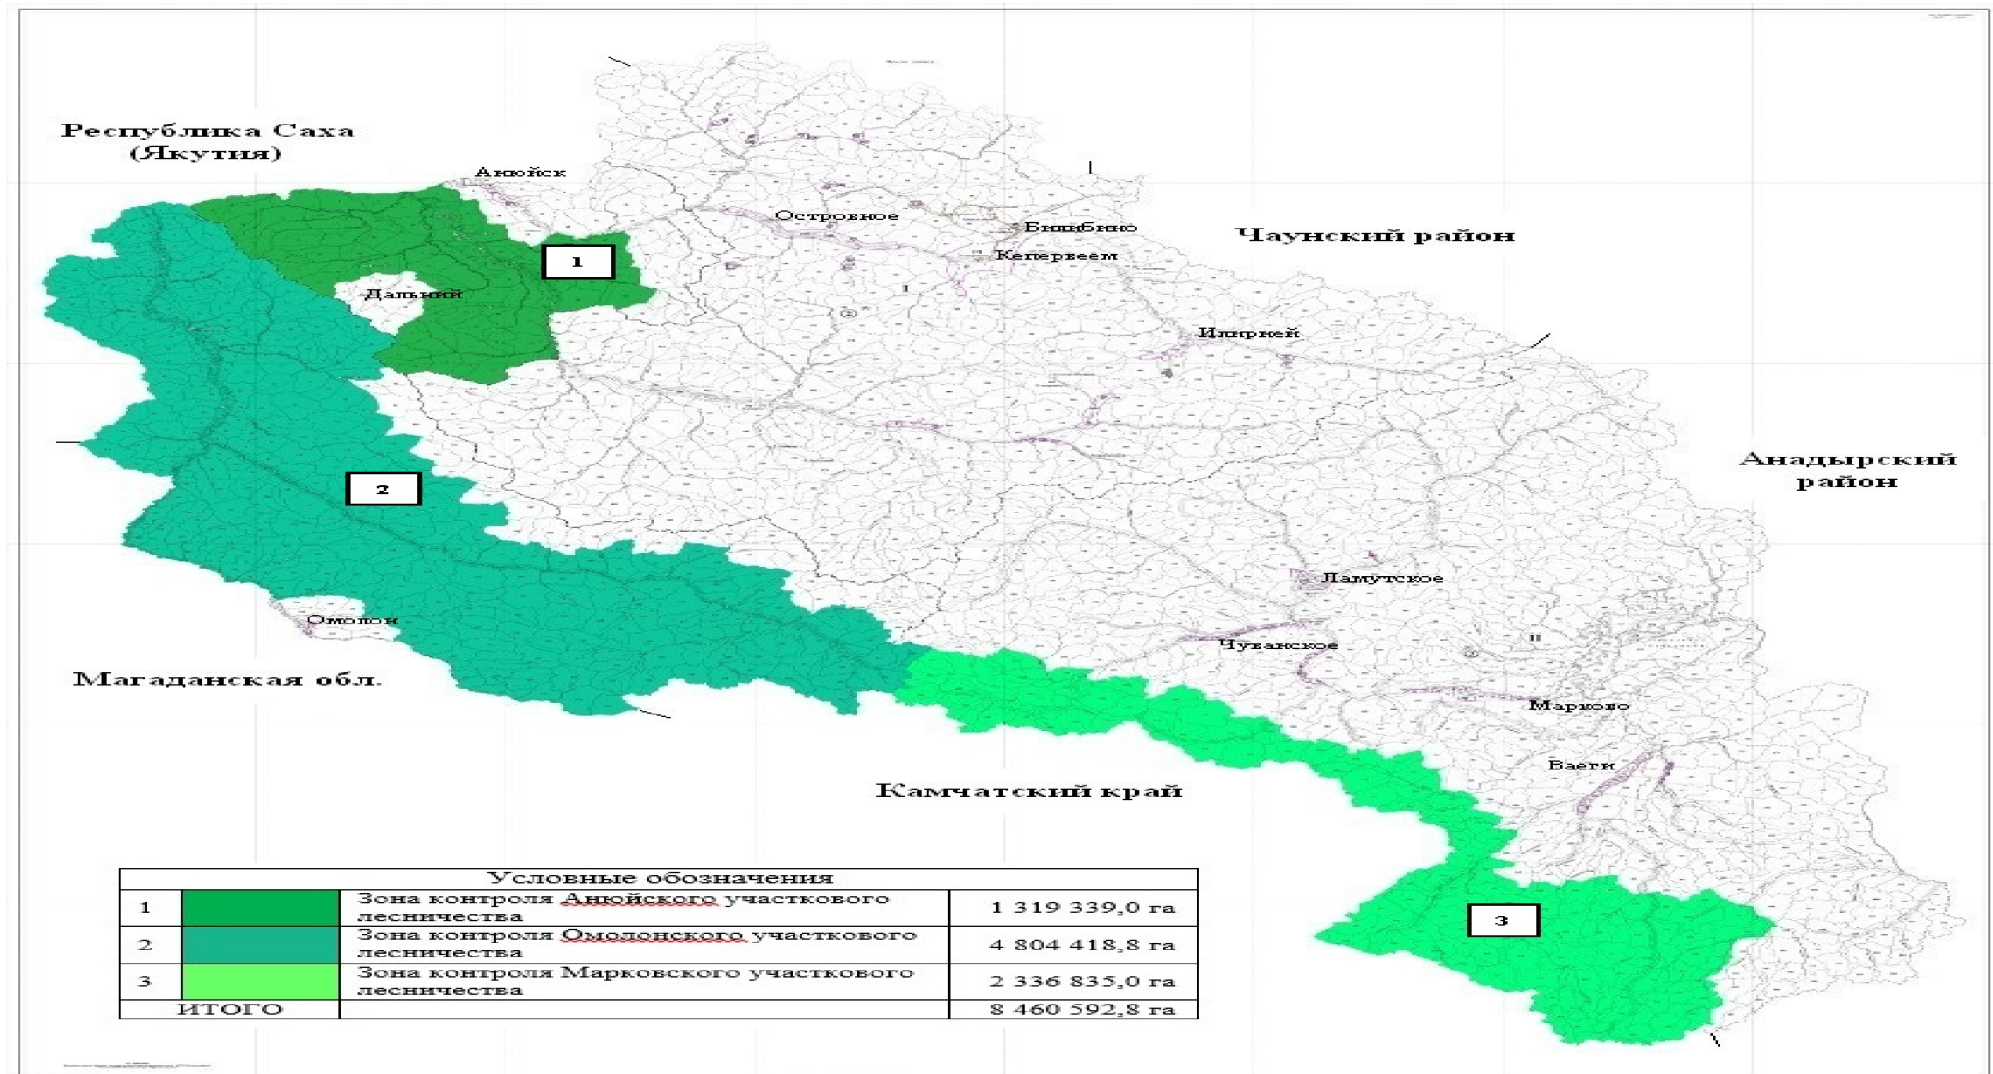 Республика Саха
(Якутия)
Анюйск
Островное
Билибино
Кепервеем
Чаунский район
1
Дальний
I
Илирней
Анадырский
район
2
Ламутское
Омолон
Чуванское
II
Магаданская обл.
Марково
Ваеги
Камчатский край
3
Условные обозначения
1 Зона контроля Анюйского участкового
лесничества 1 319 339,0 га
2 Зона контроля Омолонского участкового
лесничества 4 804 418,8 га
3 Зона контроля Марковского участкового
лесничества 2 336 835,0 га
ИТОГО 8 460 592,8 га